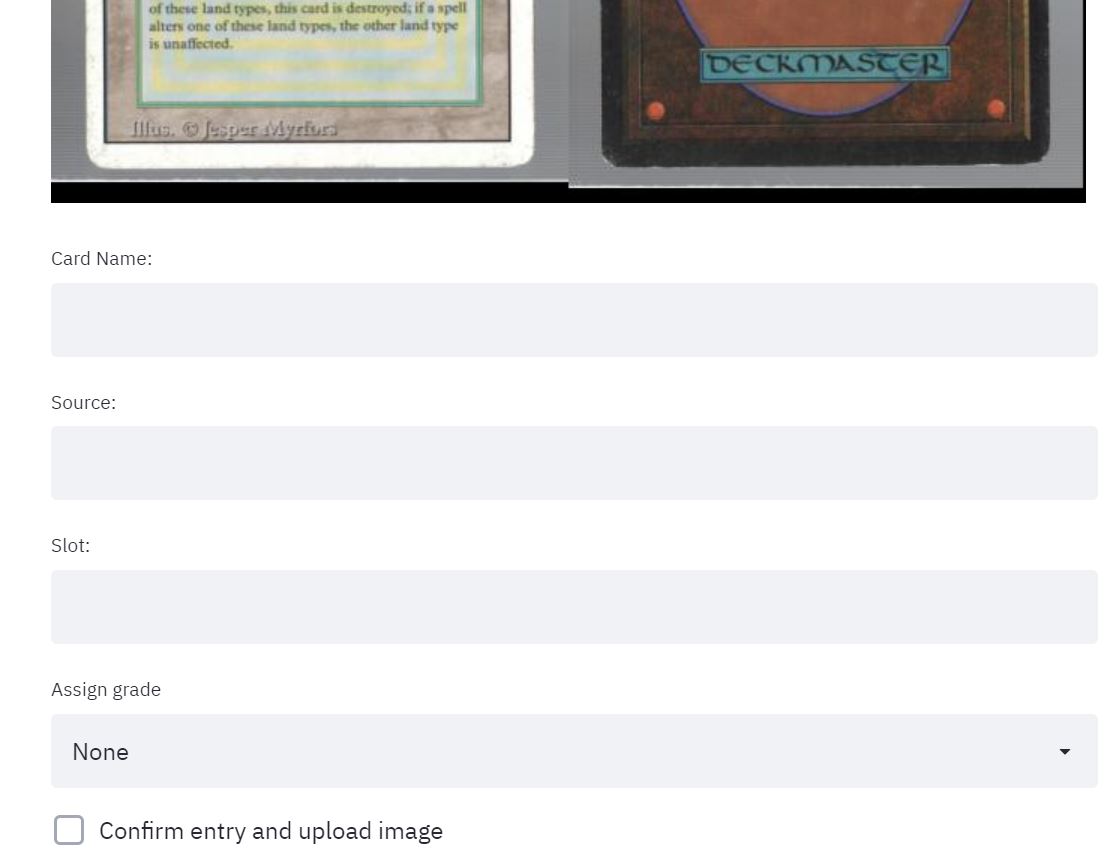 of these land types, this card is destroyed; if a spell
alters one of these land types, the other land type
is unaffected.
Illus. © Jesper Myrfors
DECKMASTER
Card Name:
Source:
Slot:
Assign grade
None
Confirm entry and upload image